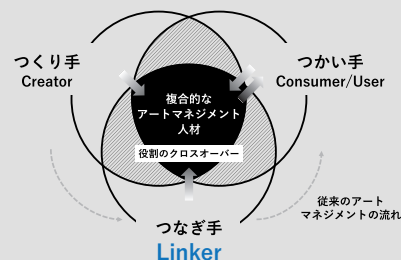 つくり手
Creator
つかい手
Consumer/User
複合的な
アートマネジメント
人材
役割のクロスオーバー
従来のアート
マネジメントの流れ
つなぎ手
Linker